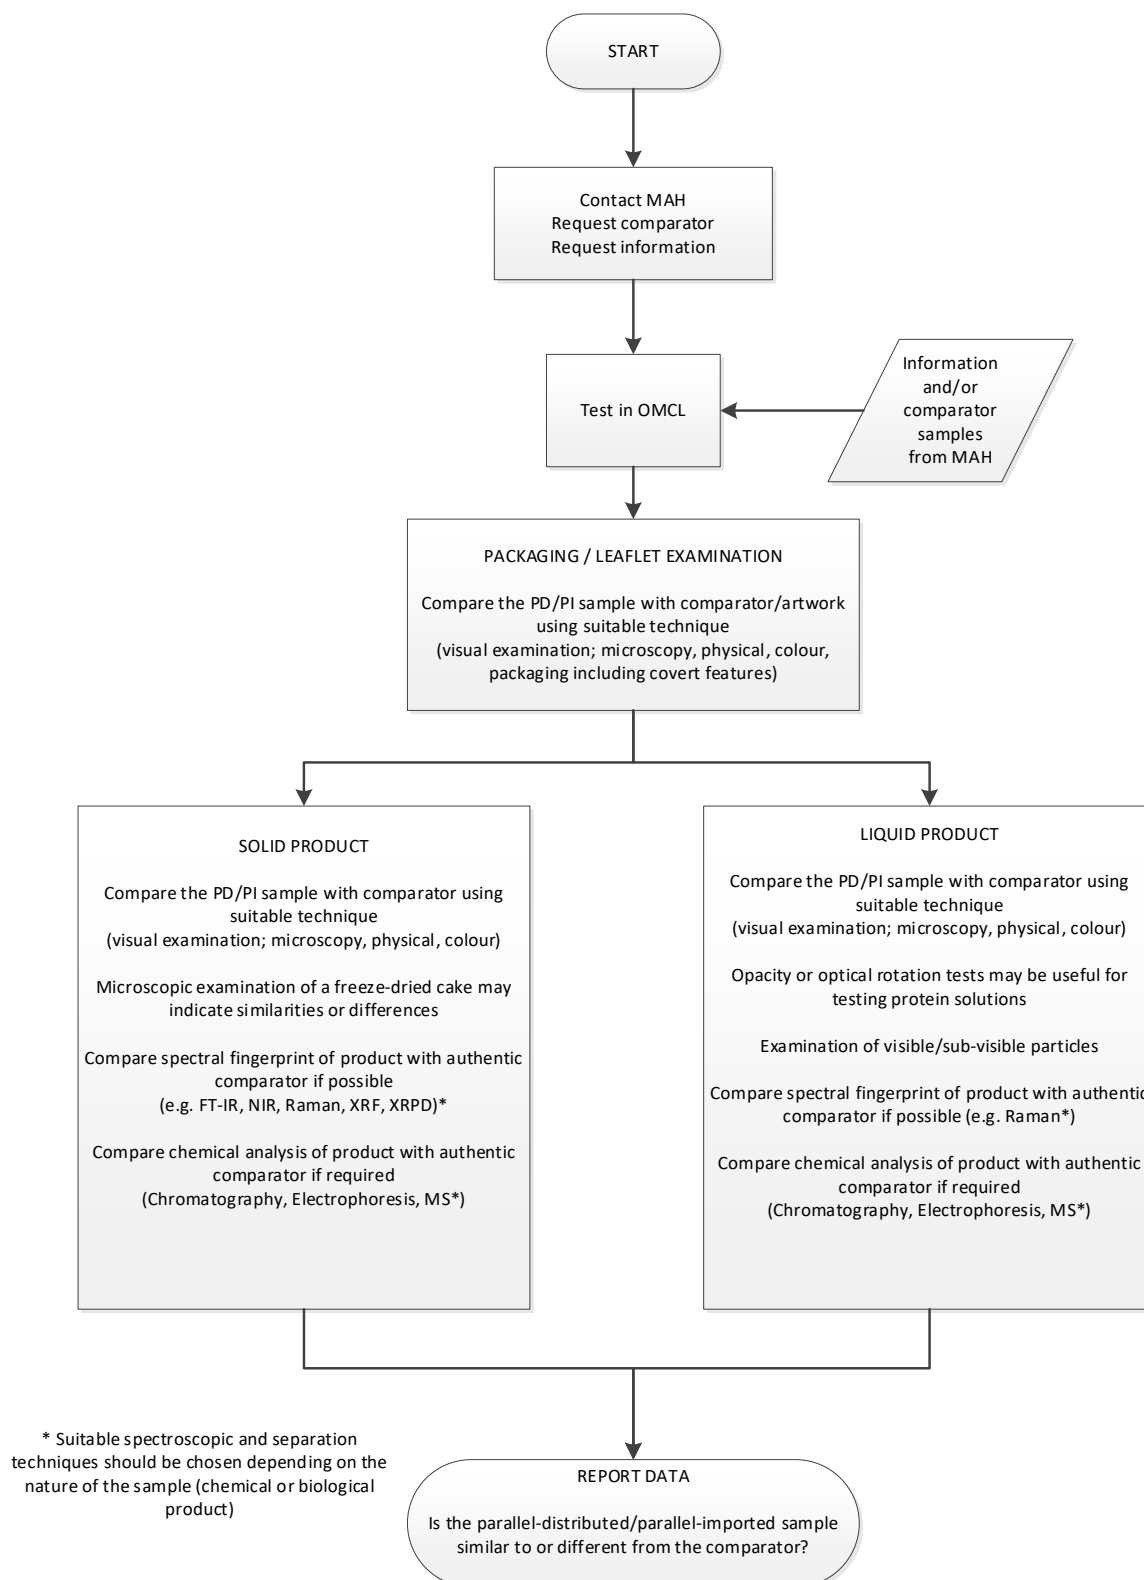 START
Contact MAH
Request comparator
Request information
Test in OMCL
Information
and/or
comparator
samples
from MAH
PACKAGING / LEAFLET EXAMINATION
Compare the PD/PI sample with comparator/artwork
using suitable technique
(visual examination; microscopy, physical, colour,
packaging including covert features)
SOLID PRODUCT
Compare the PD/PI sample with comparator using
suitable technique
(visual examination; microscopy, physical, colour)
Microscopic examination of a freeze-dried cake may
indicate similarities or differences
Compare spectral fingerprint of product with authentic
comparator if possible
(e.g. FT-IR, NIR, Raman, XRF, XRPD)*
Compare chemical analysis of product with authentic
comparator if required
(Chromatography, Electrophoresis, MS*)
LIQUID PRODUCT
Compare the PD/PI sample with comparator using
suitable technique
(visual examination; microscopy, physical, colour)
Opacity or optical rotation tests may be useful for
testing protein solutions
Examination of visible/sub-visible particles
Compare spectral fingerprint of product with authentic
comparator if possible (e.g. Raman*)
Compare chemical analysis of product with authentic
comparator if required
(Chromatography, Electrophoresis, MS*)
* Suitable spectroscopic and separation
techniques should be chosen depending on the
nature of the sample (chemical or biological
product)
REPORT DATA
Is the parallel-distributed/parallel-imported sample
similar to or different from the comparator?